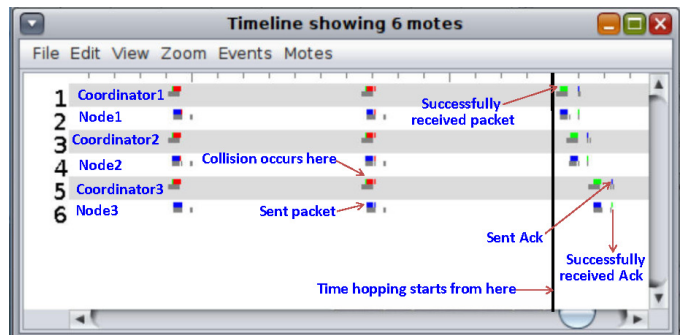 Timeline showing 6 motes
File Edit View Zoom Events Motes
1 Coordinator1
2 Node1
3 Coordinator2
4 Node2
5 Coordinator3
6 Node3
Successfully
received packet
Collision occurs here
Sent packet
Sent Ack
Successfully
received Ack
Time hopping starts from here